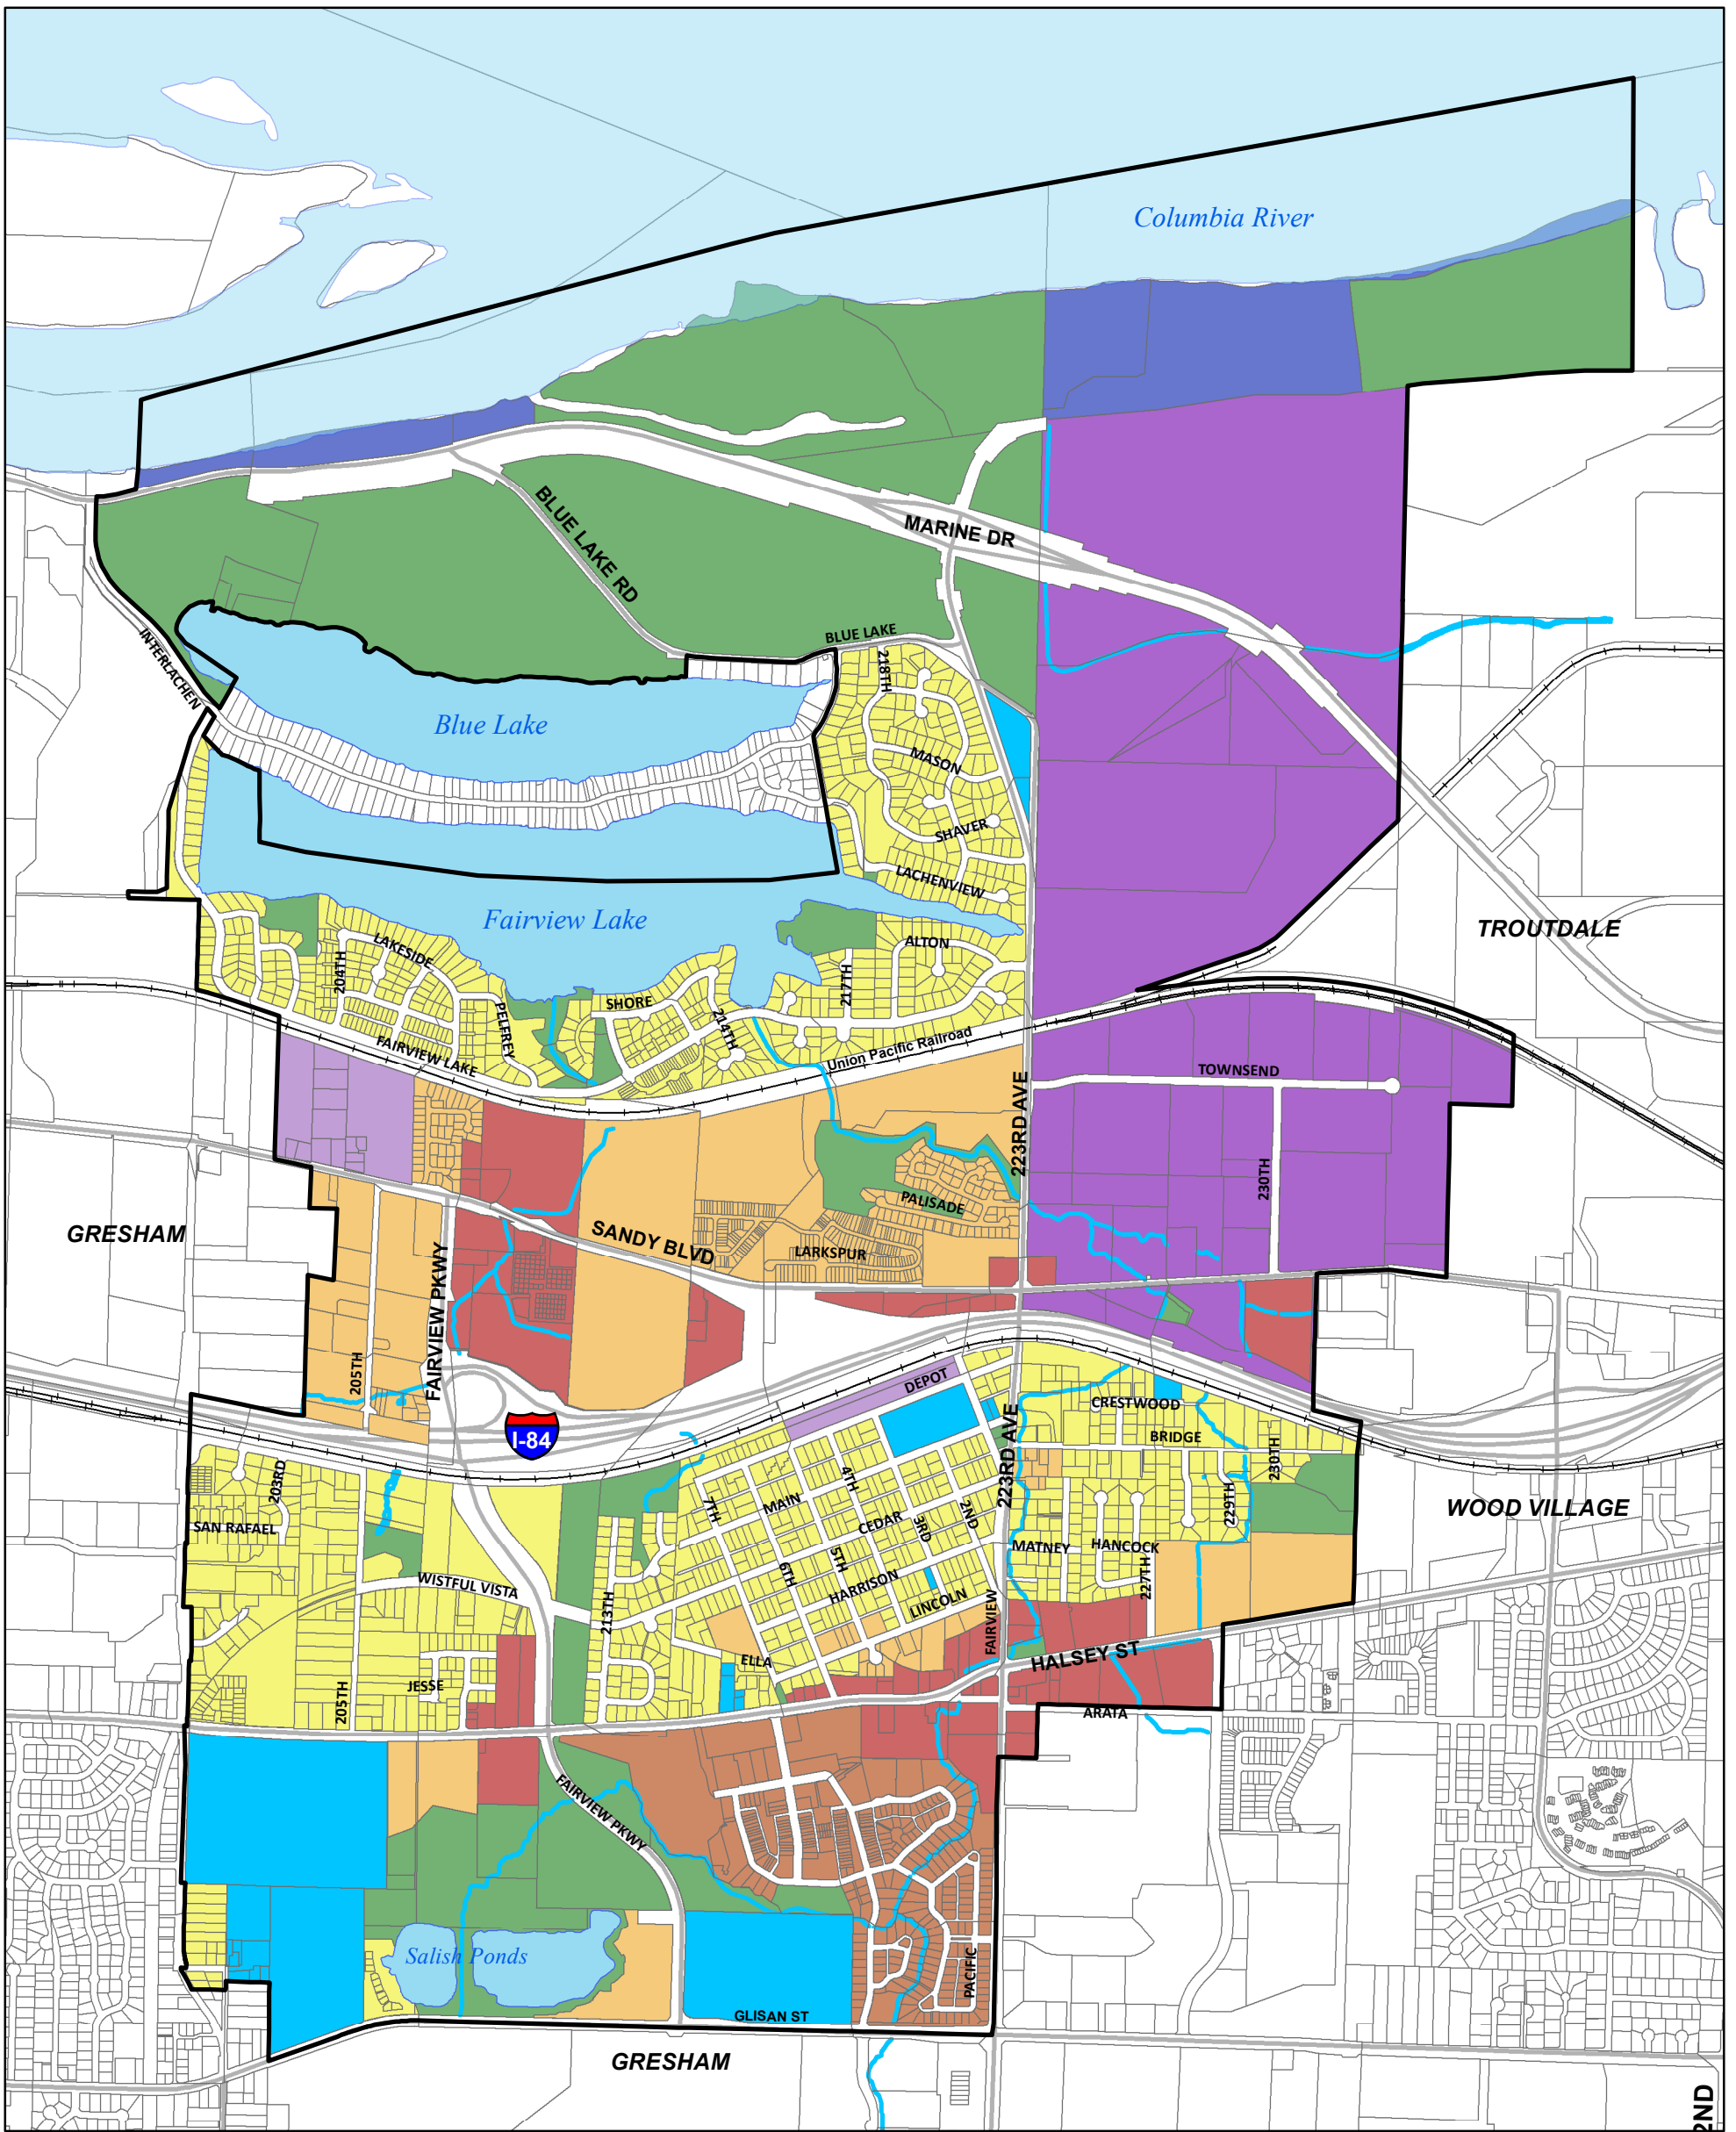 Columbia River
BLUE LAKE RD
MARINE DR
BLUE LAKE
INTERLACHEN
218TH
Blue Lake
MASON
SHAVER
LACHENVIEW
Fairview Lake
TROUTDALE
LAKESIDE
204TH
ALTON
217TH
PELFREY
SHORE
214TH
FAIRVIEW LAKE
Union Pacific Railroad
TOWNSEND
223RD AVE
230TH
PALISADE
GRESHAM
SANDY BLVD
LARKSPUR
FAIRVIEW PKWY
205TH
DEPOT
CRESTWOOD
I-84
223RD AVE
BRIDGE
230TH
203RD
4TH
7TH
MAIN
2ND
229TH
WOOD VILLAGE
SAN RAFAEL
CEDAR
3RD
MATNEY
HANCOCK
5TH
6TH
WISTFUL VISTA
HARRISON
227TH
213TH
LINCOLN
FAIRVIEW
ELLA
HALSEY ST
JESSE
205TH
ARATA
FAIRVIEW PKWY
Salish Ponds
PACIFIC
GLISAN ST
GRESHAM
2ND